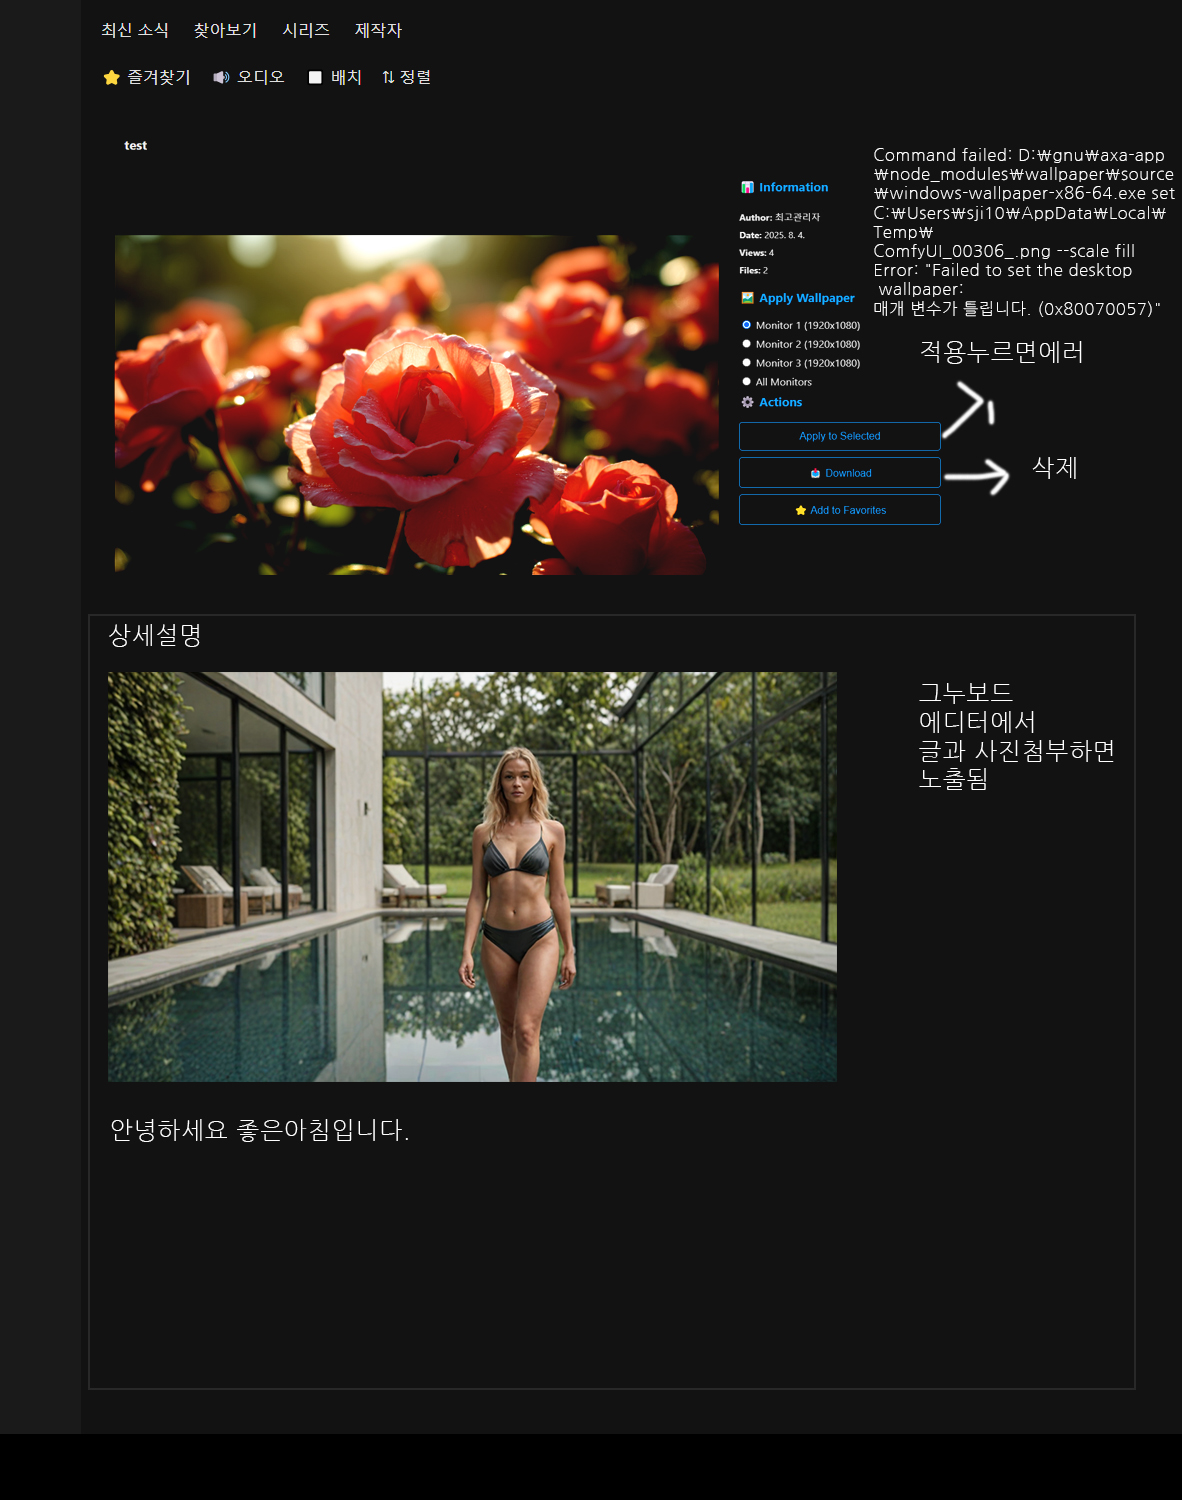 최신 소식 찾아보기 시리즈 제작자
⭐ 즐겨찾기 🔊 오디오 ⬜ 배치 ⇅ 정렬
test
Command failed: D:₩gnu₩axa-app
₩node_modules₩wallpaper₩source
₩windows-wallpaper-x86-64.exe set
C:₩Users₩sji10₩AppData₩Local₩
Temp₩
ComfyUI_00306_.png --scale fill
Error: "Failed to set the desktop
wallpaper:
매개 변수가 틀립니다. (0x80070057)"
📊 Information
Author: 최고관리자
Date: 2025. 8. 4.
Views: 4
Files: 2
🖼️ Apply Wallpaper
Monitor 1 (1920x1080)
Monitor 2 (1920x1080)
Monitor 3 (1920x1080)
All Monitors
적용누르면에러
⚙️ Actions
Apply to Selected
📥 Download
삭제
⭐ Add to Favorites
상세설명
그누보드
에디터에서
글과 사진첨부하면
노출됨
안녕하세요 좋은아침입니다.